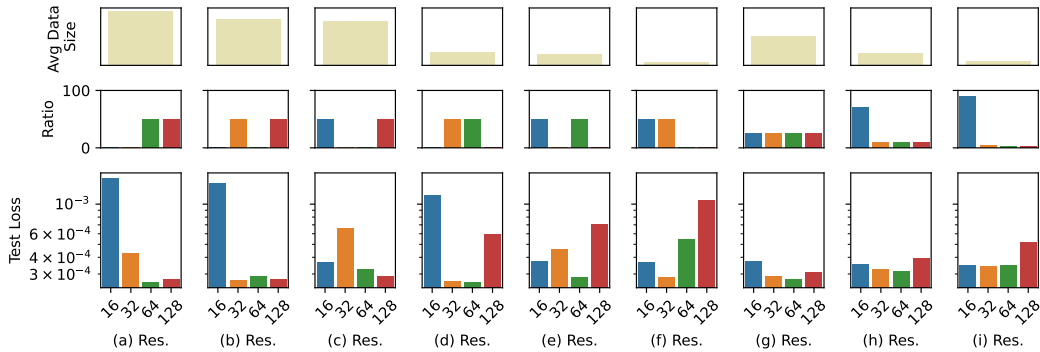 Avg Data
Size
Ratio
100
0
Test Loss
10⁻³
6 × 10⁻⁴
4 × 10⁻⁴
3 × 10⁻⁴
16 32 64 128 16 32 64 128 16 32 64 128 16 32 64 128 16 32 64 128 16 32 64 128 16 32 64 128 16 32 64 128 16 32 64 128
(a) Res. (b) Res. (c) Res. (d) Res. (e) Res. (f) Res. (g) Res. (h) Res. (i) Res.